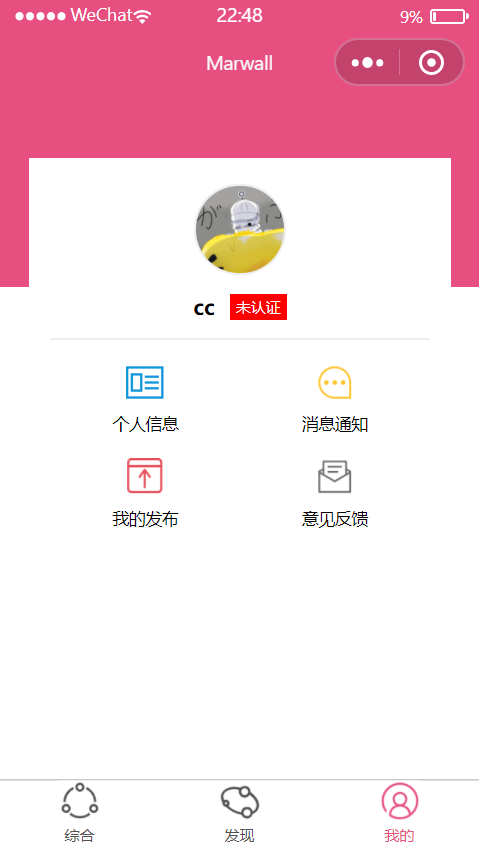 WeChat 22:48 9%
Marwall
cc 未认证
个人信息 消息通知
我的发布 意见反馈
综合 发现 我的